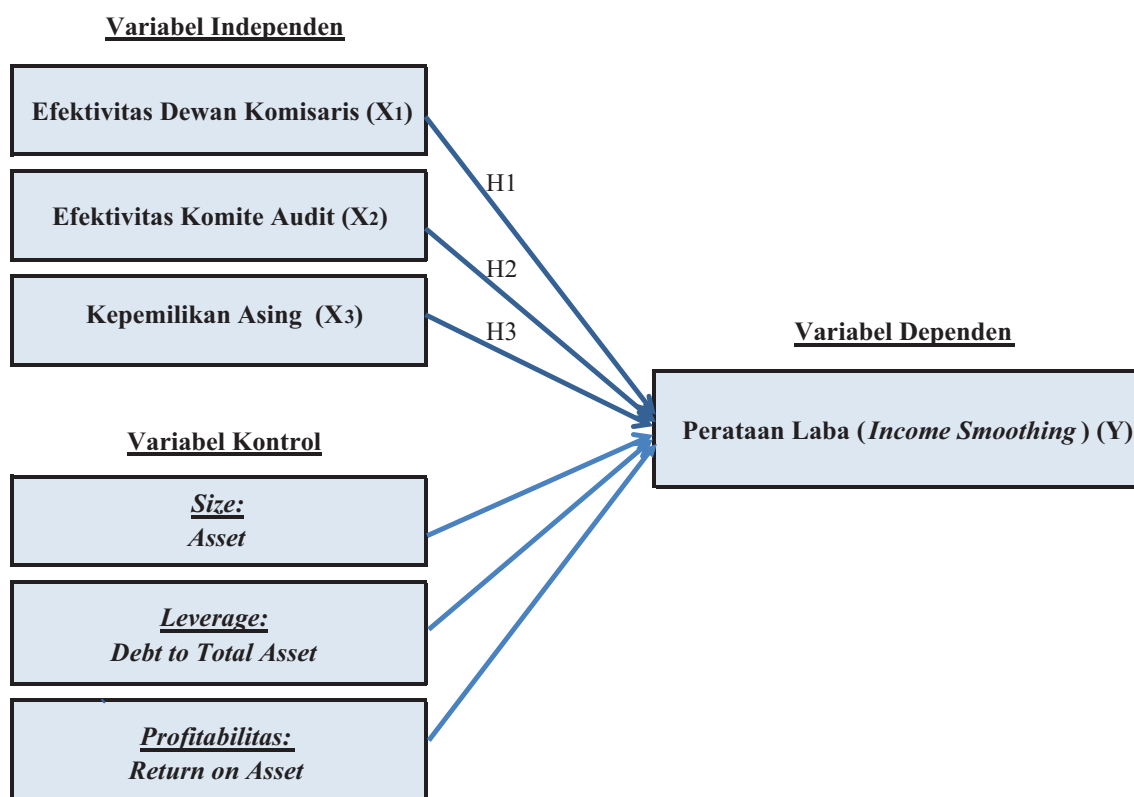 Variabel Independen
Efektivitas Dewan Komisaris (X1)
Efektivitas Komite Audit (X2)
Kepemilikan Asing (X3)
H1
H2
H3
Variabel Dependen
Perataan Laba (Income Smoothing ) (Y)
Variabel Kontrol
Size:
Asset
Leverage:
Debt to Total Asset
Profitabilitas:
Return on Asset